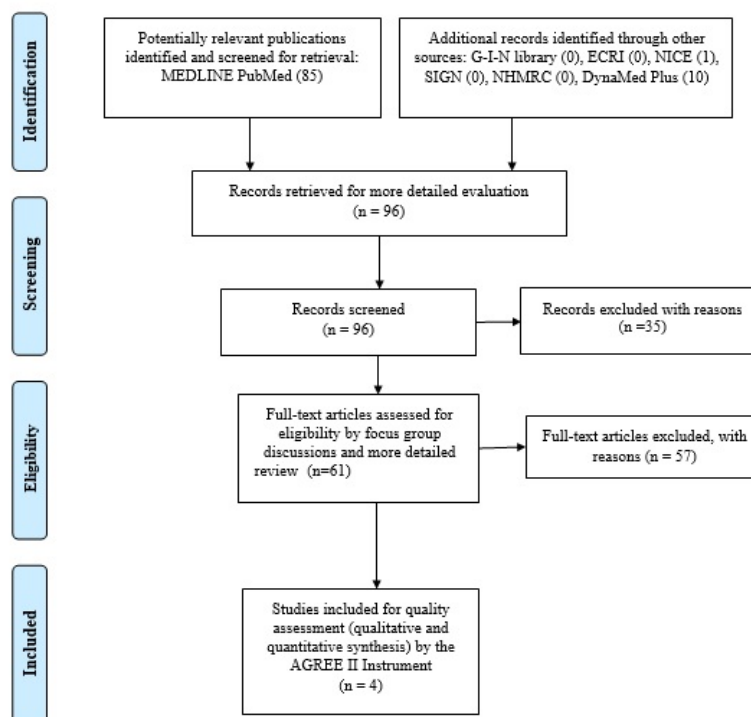 Identification
Potentially relevant publications
identified and screened for retrieval:
MEDLINE PubMed (85)
Additional records identified through other
sources: G-I-N library (0), ECRI (0), NICE (1),
SIGN (0), NHMRC (0), DynaMed Plus (10)
Records retrieved for more detailed evaluation
(n = 96)
Screening
Records screened
(n = 96)
Records excluded with reasons
(n =35)
Eligibility
Full-text articles assessed for
eligibility by focus group
discussions and more detailed
review (n=61)
Full-text articles excluded, with
reasons (n = 57)
Included
Studies included for quality
assessment (qualitative and
quantitative synthesis) by the
AGREE II Instrument
(n = 4)